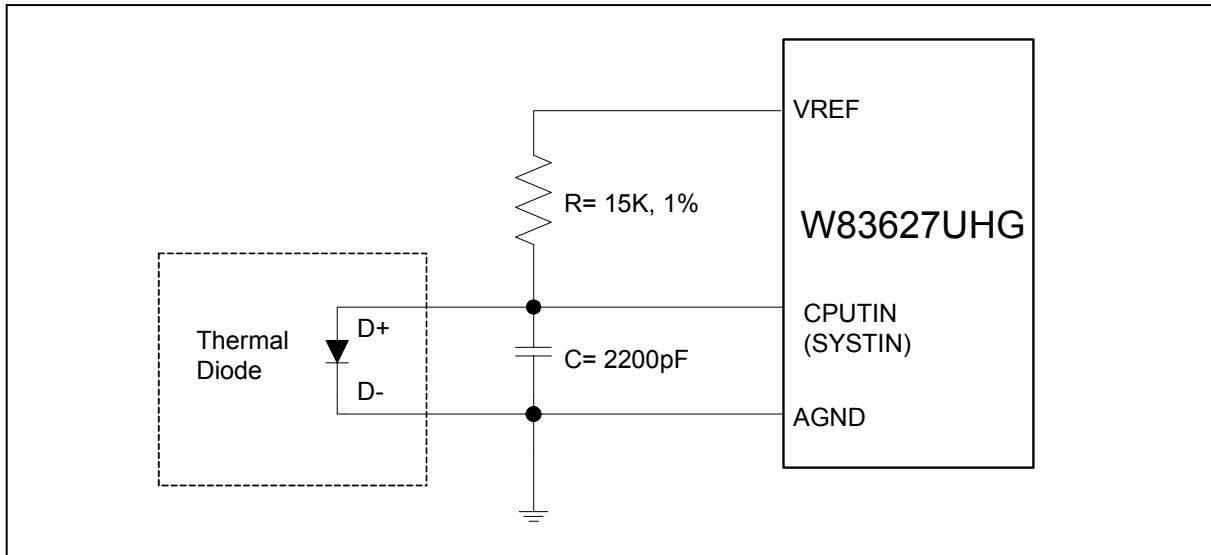 VREF
R= 15K, 1%
W83627UHG
Thermal
Diode
D+
D-
C= 2200pF
CPUTIN
(SYSTIN)
AGND